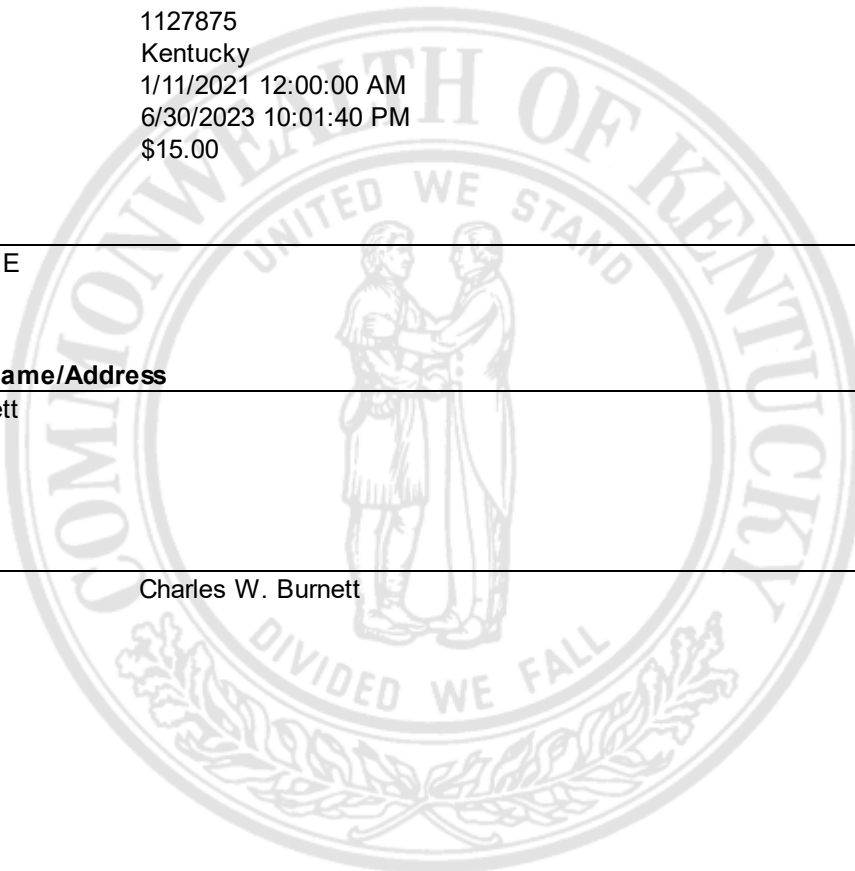 1127875
Kentucky
1/11/2021 12:00:00 AM
6/30/2023 10:01:40 PM
$15.00
E
ame/Address
ett
Charles W. Burnett
COMMONWEALTH OF KENTUCKY
UNITED WE STAND
DIVIDED WE FALL